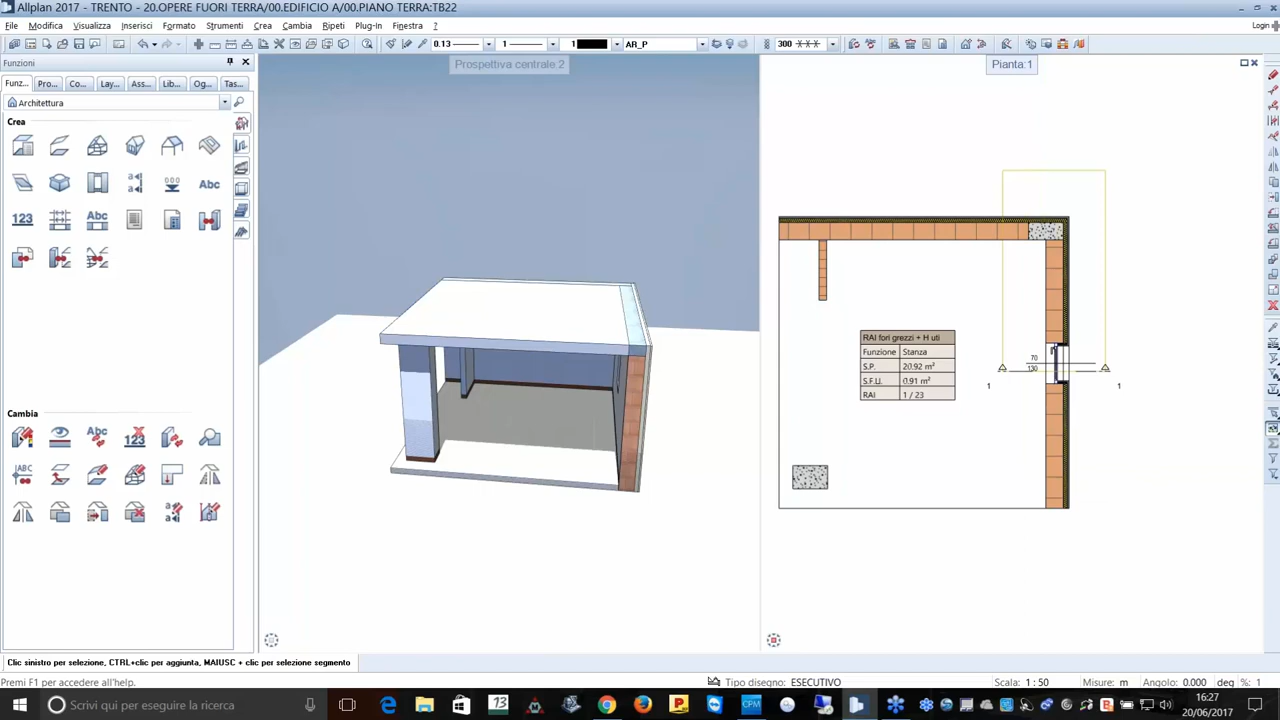 Allplan 2017 - TRENTO - 20.OPERE FUORI TERRA/00.EDIFICIO A/00.PIANO TERRA:TB22
File Modifica Visualizza Inserisci Formato Strumenti Crea Cambia Ripeti Plug-In Finestra ? Login
0.13 1 1 AR_P 300
Funzioni
Prospettiva centrale 2
Pianta:1
Funz... Pro... Co... Lay... Ass... Lib... Og... Tas...
Architettura
Crea
Abc
123 Abc
RAI fori grezzi + H uti
Funzione Stanza
S.P. 20.92 m²
S.F.U. 0.91 m²
RAI 1 / 23
70
130
1 1
Cambia
Abc 123
ABC
Clic sinistro per selezione, CTRL+clic per aggiunta, MAIUSC + clic per selezione segmento
Premi F1 per accedere all'help.
Tipo disegno: ESECUTIVO
Scala: 1 : 50 Misure: m Angolo: 0.000 deg %: 1
Scrivi qui per eseguire la ricerca
13
CPM
16:27
20/06/2017